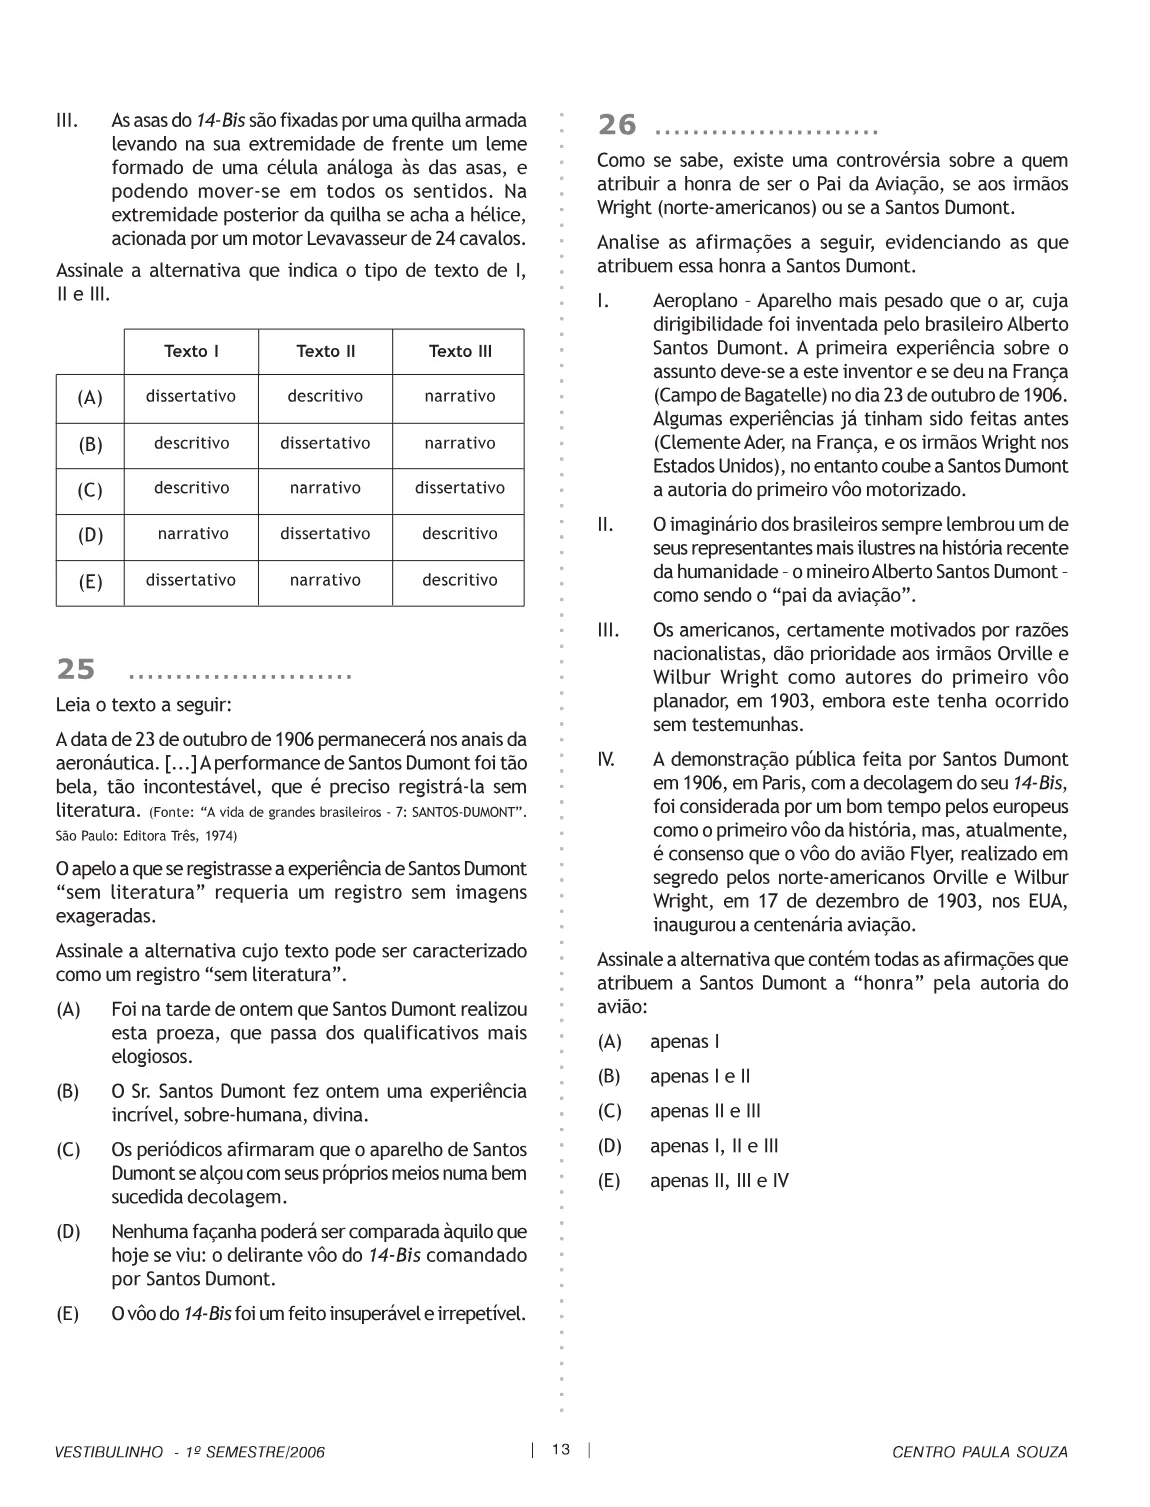 III. As asas do 14-Bis são fixadas por uma quilha armada
levando na sua extremidade de frente um leme
formado de uma célula análoga às das asas, e
podendo mover-se em todos os sentidos. Na
extremidade posterior da quilha se acha a hélice,
acionada por um motor Levavasseur de 24 cavalos.
Assinale a alternativa que indica o tipo de texto de I,
II e III.
Texto I Texto II Texto III
(A) dissertativo descritivo narrativo
(B) descritivo dissertativo narrativo
(C) descritivo narrativo dissertativo
(D) narrativo dissertativo descritivo
(E) dissertativo narrativo descritivo
25 ........................
Leia o texto a seguir:
A data de 23 de outubro de 1906 permanecerá nos anais da
aeronáutica. [...] A performance de Santos Dumont foi tão
bela, tão incontestável, que é preciso registrá-la sem
literatura. (Fonte: “A vida de grandes brasileiros - 7: SANTOS-DUMONT”.
São Paulo: Editora Três, 1974)
O apelo a que se registrasse a experiência de Santos Dumont
“sem literatura” requeria um registro sem imagens
exageradas.
Assinale a alternativa cujo texto pode ser caracterizado
como um registro “sem literatura”.
(A) Foi na tarde de ontem que Santos Dumont realizou
esta proeza, que passa dos qualificativos mais
elogiosos.
(B) O Sr. Santos Dumont fez ontem uma experiência
incrível, sobre-humana, divina.
(C) Os periódicos afirmaram que o aparelho de Santos
Dumont se alçou com seus próprios meios numa bem
sucedida decolagem.
(D) Nenhuma façanha poderá ser comparada àquilo que
hoje se viu: o delirante vôo do 14-Bis comandado
por Santos Dumont.
(E) O vôo do 14-Bis foi um feito insuperável e irrepetível.
26 ........................
Como se sabe, existe uma controvérsia sobre a quem
atribuir a honra de ser o Pai da Aviação, se aos irmãos
Wright (norte-americanos) ou se a Santos Dumont.
Analise as afirmações a seguir, evidenciando as que
atribuem essa honra a Santos Dumont.
I. Aeroplano – Aparelho mais pesado que o ar, cuja
dirigibilidade foi inventada pelo brasileiro Alberto
Santos Dumont. A primeira experiência sobre o
assunto deve-se a este inventor e se deu na França
(Campo de Bagatelle) no dia 23 de outubro de 1906.
Algumas experiências já tinham sido feitas antes
(Clemente Ader, na França, e os irmãos Wright nos
Estados Unidos), no entanto coube a Santos Dumont
a autoria do primeiro vôo motorizado.
II. O imaginário dos brasileiros sempre lembrou um de
seus representantes mais ilustres na história recente
da humanidade – o mineiro Alberto Santos Dumont –
como sendo o “pai da aviação”.
III. Os americanos, certamente motivados por razões
nacionalistas, dão prioridade aos irmãos Orville e
Wilbur Wright como autores do primeiro vôo
planador, em 1903, embora este tenha ocorrido
sem testemunhas.
IV. A demonstração pública feita por Santos Dumont
em 1906, em Paris, com a decolagem do seu 14-Bis,
foi considerada por um bom tempo pelos europeus
como o primeiro vôo da história, mas, atualmente,
é consenso que o vôo do avião Flyer, realizado em
segredo pelos norte-americanos Orville e Wilbur
Wright, em 17 de dezembro de 1903, nos EUA,
inaugurou a centenária aviação.
Assinale a alternativa que contém todas as afirmações que
atribuem a Santos Dumont a “honra” pela autoria do
avião:
(A) apenas I
(B) apenas I e II
(C) apenas II e III
(D) apenas I, II e III
(E) apenas II, III e IV
VESTIBULINHO - 1º SEMESTRE/2006 | 13 | CENTRO PAULA SOUZA